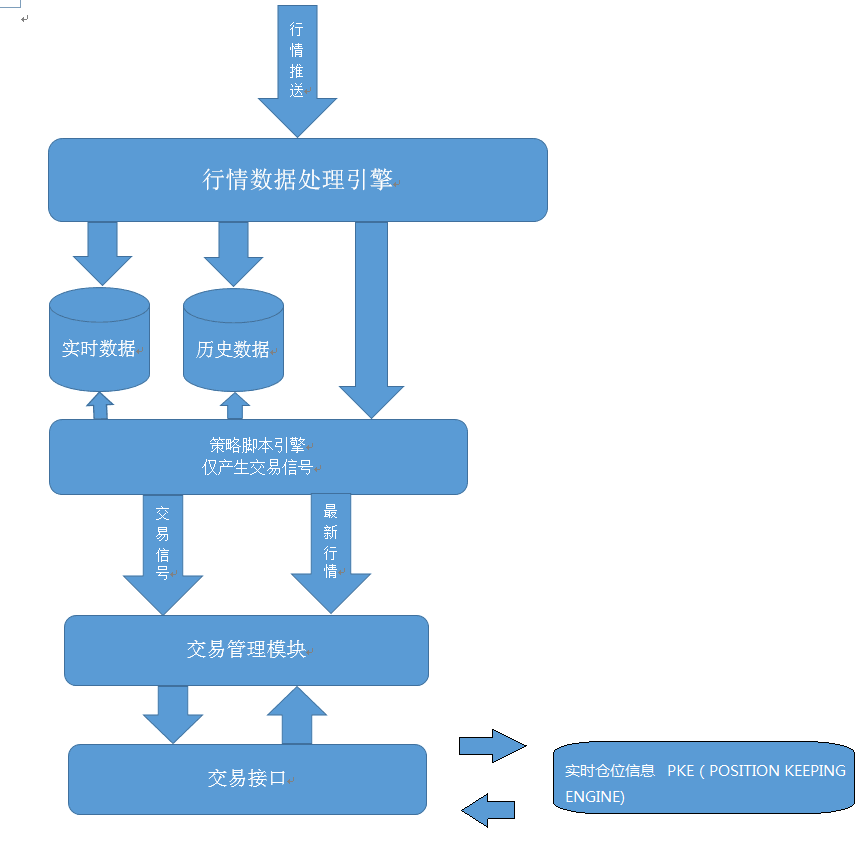 行情推送
行情数据处理引擎
实时数据
历史数据
策略脚本引擎
仅产生交易信号
交易信号
最新行情
交易管理模块
交易接口
实时仓位信息 PKE ( POSITION KEEPING
ENGINE)